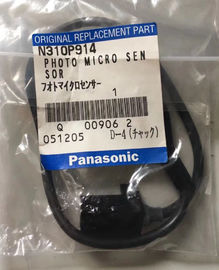 ORIGINAL REPLACEMENT PART
N310P914
PHOTO MICRO SEN
SOR
フォトマイクロセンサー
1
Q 00906 2
051205 D-4(チャック)
Panasonic